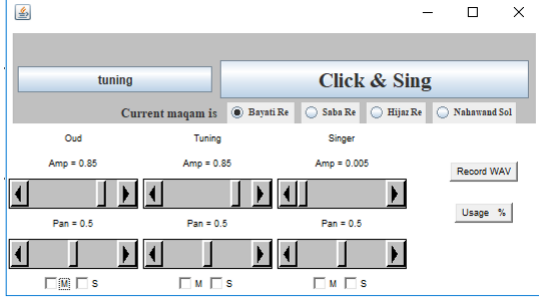 tuning Click & Sing
Current maqam is Bayati Re Saba Re Hijaz Re Nahawand Sol
Oud Tuning Singer
Amp = 0.85 Amp = 0.85 Amp = 0.005
Record WAV
Usage %
Pan = 0.5 Pan = 0.5 Pan = 0.5
M S M S M S